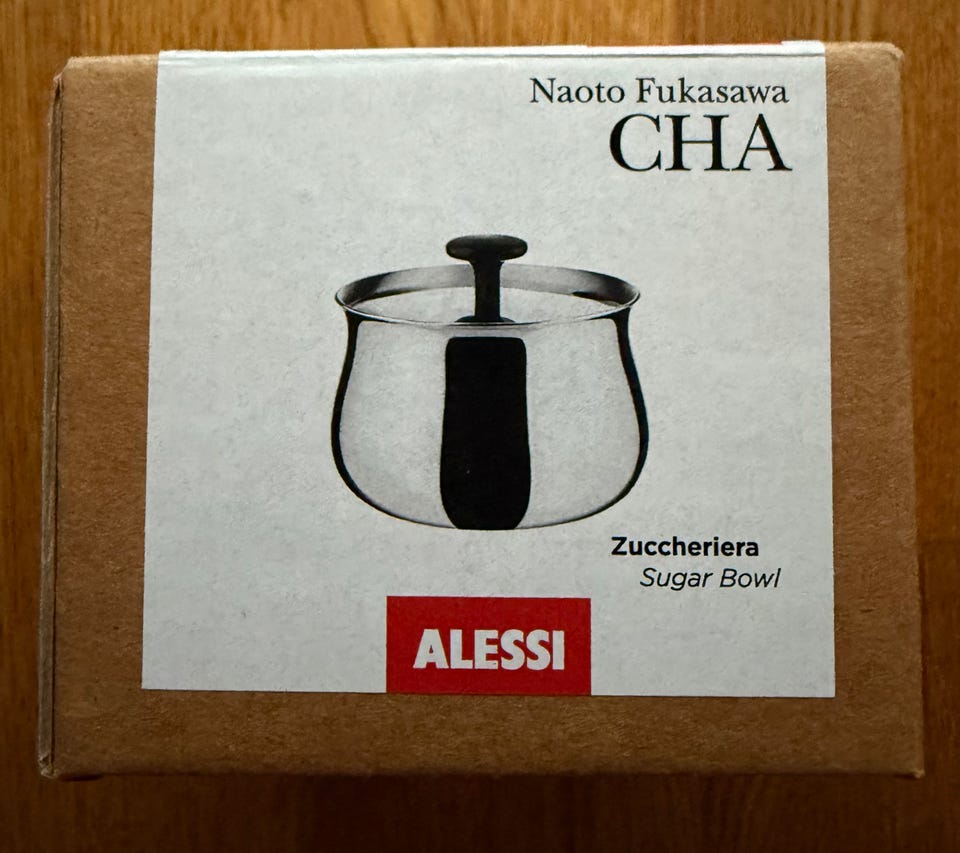 Naoto Fukasawa
CHA
Zuccheriera
Sugar Bowl
ALESSI